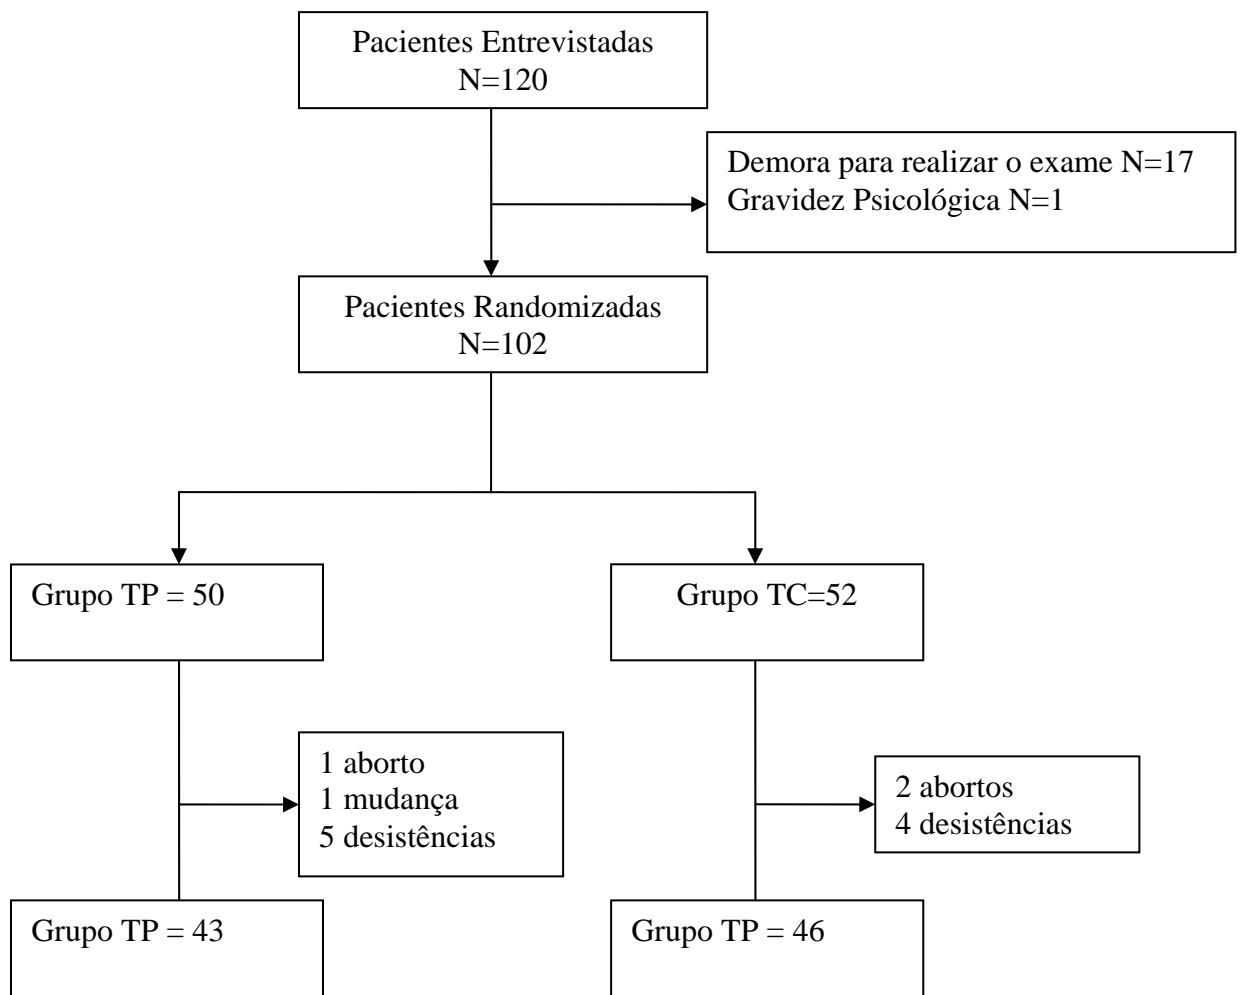 Pacientes Entrevistadas
N=120
Demora para realizar o exame N=17
Gravidez Psicológica N=1
Pacientes Randomizadas
N=102
Grupo TP = 50
Grupo TC=52
1 aborto
1 mudança
5 desistências
2 abortos
4 desistências
Grupo TP = 43
Grupo TP = 46